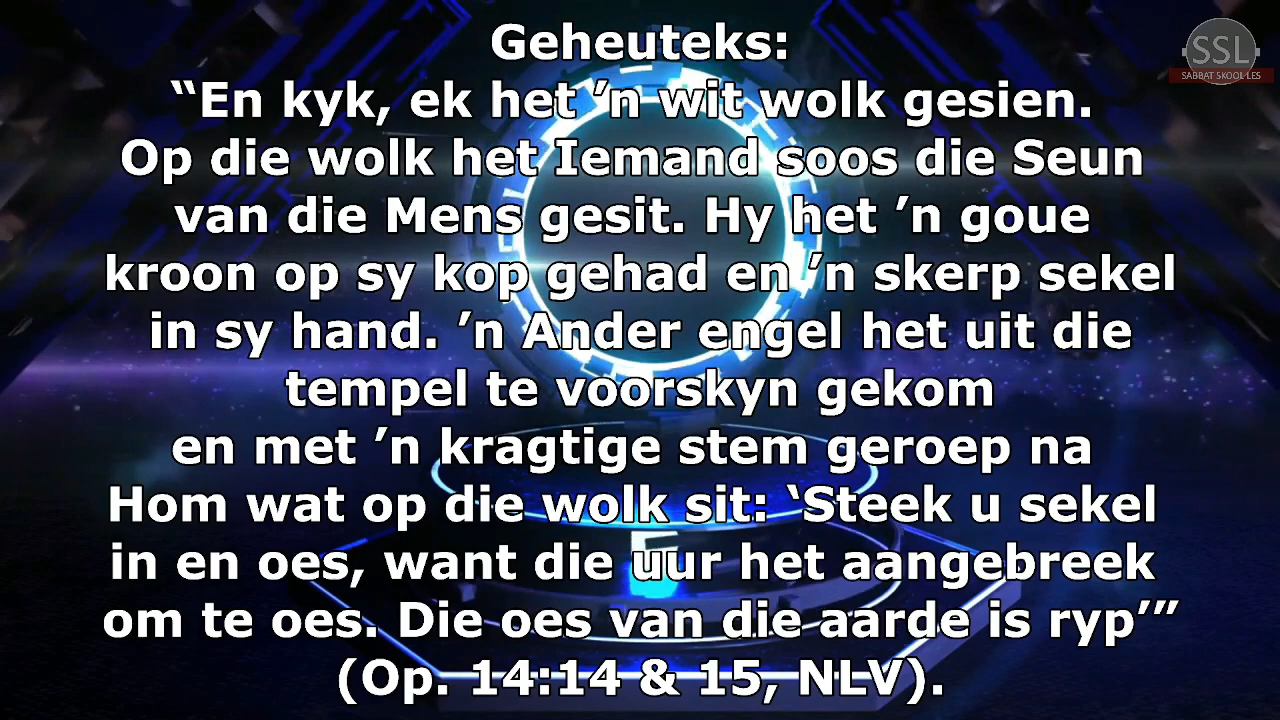 SSL
SABBAT SKOOL LES
Geheuteks:
“En kyk, ek het ’n wit wolk gesien.
Op die wolk het Iemand soos die Seun
van die Mens gesit. Hy het ’n goue
kroon op sy kop gehad en ’n skerp sekel
in sy hand. ’n Ander engel het uit die
tempel te voorskyn gekom
en met ’n kragtige stem geroep na
Hom wat op die wolk sit: ‘Steek u sekel
in en oes, want die uur het aangebreek
om te oes. Die oes van die aarde is ryp’”
(Op. 14:14 & 15, NLV).